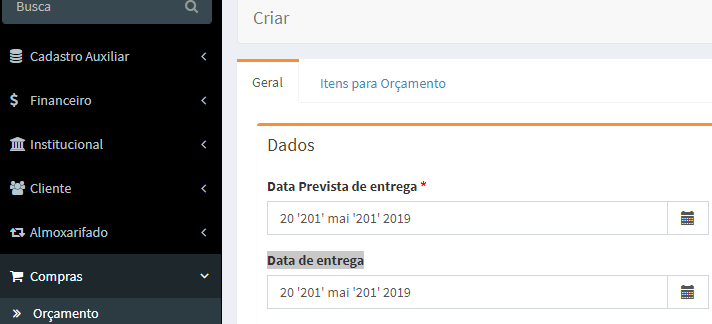 Busca
Cadastro Auxiliar
Financeiro
Institucional
Cliente
Almoxarifado
Compras
Orçamento
Criar
Geral
Itens para Orçamento
Dados
Data Prevista de entrega *
20 '201' mai '201' 2019
Data de entrega
20 '201' mai '201' 2019